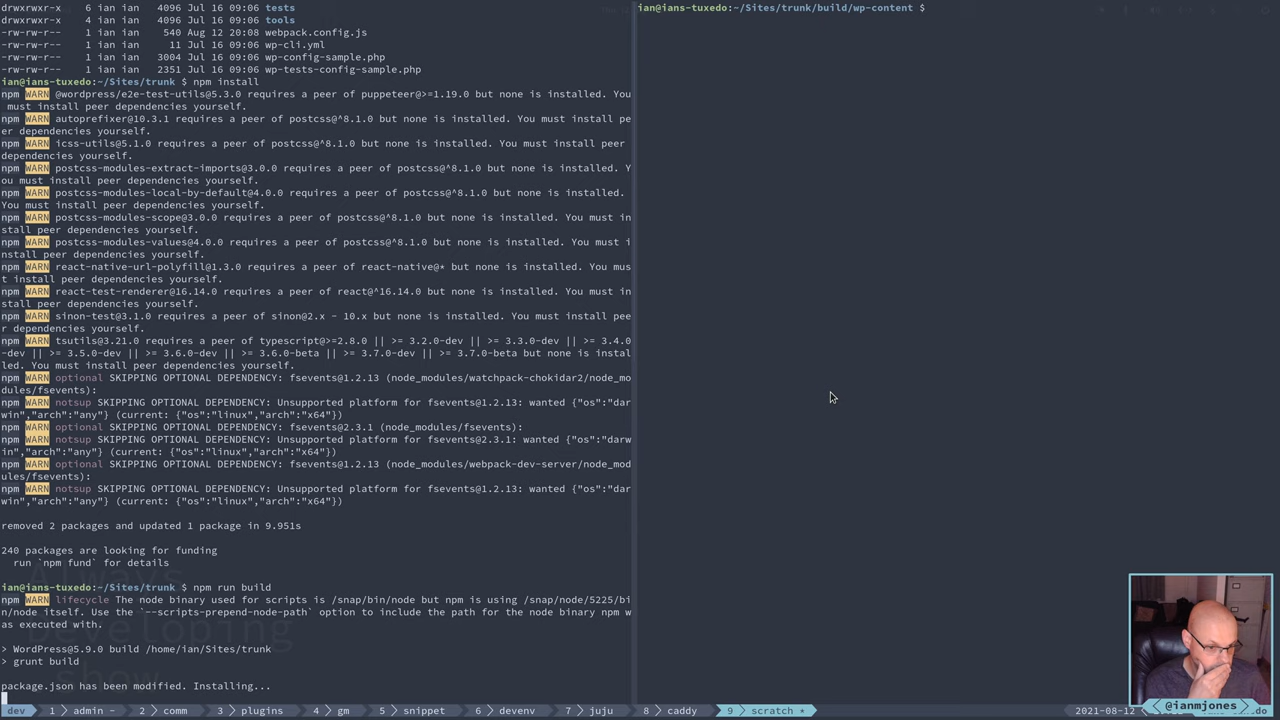 drwxrwxr-x   6 ian ian    4096 Jul 16 09:06 tests
drwxrwxr-x   4 ian ian    4096 Jul 16 09:06 tools
-rw-rw-r--   1 ian ian     540 Aug 12 20:08 webpack.config.js
-rw-rw-r--   1 ian ian      11 Jul 16 09:06 wp-cli.yml
-rw-rw-r--   1 ian ian    3004 Jul 16 09:06 wp-config-sample.php
-rw-rw-r--   1 ian ian    2351 Jul 16 09:06 wp-tests-config-sample.php
ian@ians-tuxedo:~/Sites/trunk $ npm install
npm WARN @wordpress/e2e-test-utils@5.3.0 requires a peer of puppeteer@>=1.19.0 but none is installed. You
 must install peer dependencies yourself.
npm WARN autoprefixer@10.3.1 requires a peer of postcss@^8.1.0 but none is installed. You must install pe
er dependencies yourself.
npm WARN icss-utils@5.1.0 requires a peer of postcss@^8.1.0 but none is installed. You must install peer
dependencies yourself.
npm WARN postcss-modules-extract-imports@3.0.0 requires a peer of postcss@^8.1.0 but none is installed. Y
ou must install peer dependencies yourself.
npm WARN postcss-modules-local-by-default@4.0.0 requires a peer of postcss@^8.1.0 but none is installed.
You must install peer dependencies yourself.
npm WARN postcss-modules-scope@3.0.0 requires a peer of postcss@^8.1.0 but none is installed. You must in
stall peer dependencies yourself.
npm WARN postcss-modules-values@4.0.0 requires a peer of postcss@^8.1.0 but none is installed. You must i
nstall peer dependencies yourself.
npm WARN react-native-url-polyfill@1.3.0 requires a peer of react-native@* but none is installed. You mus
t install peer dependencies yourself.
npm WARN react-test-renderer@16.14.0 requires a peer of react@^16.14.0 but none is installed. You must in
stall peer dependencies yourself.
npm WARN sinon-test@3.1.0 requires a peer of sinon@2.x - 10.x but none is installed. You must install pee
r dependencies yourself.
npm WARN tsutils@3.21.0 requires a peer of typescript@>=2.8.0 || >= 3.2.0-dev || >= 3.3.0-dev || >= 3.4.0
-dev || >= 3.5.0-dev || >= 3.6.0-dev || >= 3.6.0-beta || >= 3.7.0-dev || >= 3.7.0-beta but none is instal
led. You must install peer dependencies yourself.
npm WARN optional SKIPPING OPTIONAL DEPENDENCY: fsevents@1.2.13 (node_modules/watchpack-chokidar2/node_mo
dules/fsevents):
npm WARN notsup SKIPPING OPTIONAL DEPENDENCY: Unsupported platform for fsevents@1.2.13: wanted {"os":"dar
win","arch":"any"} (current: {"os":"linux","arch":"x64"})
npm WARN optional SKIPPING OPTIONAL DEPENDENCY: fsevents@2.3.1 (node_modules/fsevents):
npm WARN notsup SKIPPING OPTIONAL DEPENDENCY: Unsupported platform for fsevents@2.3.1: wanted {"os":"darw
in","arch":"any"} (current: {"os":"linux","arch":"x64"})
npm WARN optional SKIPPING OPTIONAL DEPENDENCY: fsevents@1.2.13 (node_modules/webpack-dev-server/node_mod
ules/fsevents):
npm WARN notsup SKIPPING OPTIONAL DEPENDENCY: Unsupported platform for fsevents@1.2.13: wanted {"os":"dar
win","arch":"any"} (current: {"os":"linux","arch":"x64"})
removed 2 packages and updated 1 package in 9.951s
240 packages are looking for funding
  run `npm fund` for details
ian@ians-tuxedo:~/Sites/trunk $ npm run build
npm WARN lifecycle The node binary used for scripts is /snap/bin/node but npm is using /snap/node/5225/bi
n/node itself. Use the `--scripts-prepend-node-path` option to include the path for the node binary npm w
as executed with.
> WordPress@5.9.0 build /home/ian/Sites/trunk
> grunt build
package.json has been modified. Installing...
Always
Developing
show
ian@ians-tuxedo:~/Sites/trunk/build/wp-content $
dev 1 admin - 2 comm 3 plugins 4 gm 5 snippet 6 devenv 7 juju 8 caddy 9 scratch * 2021-08-12
@ianmjones